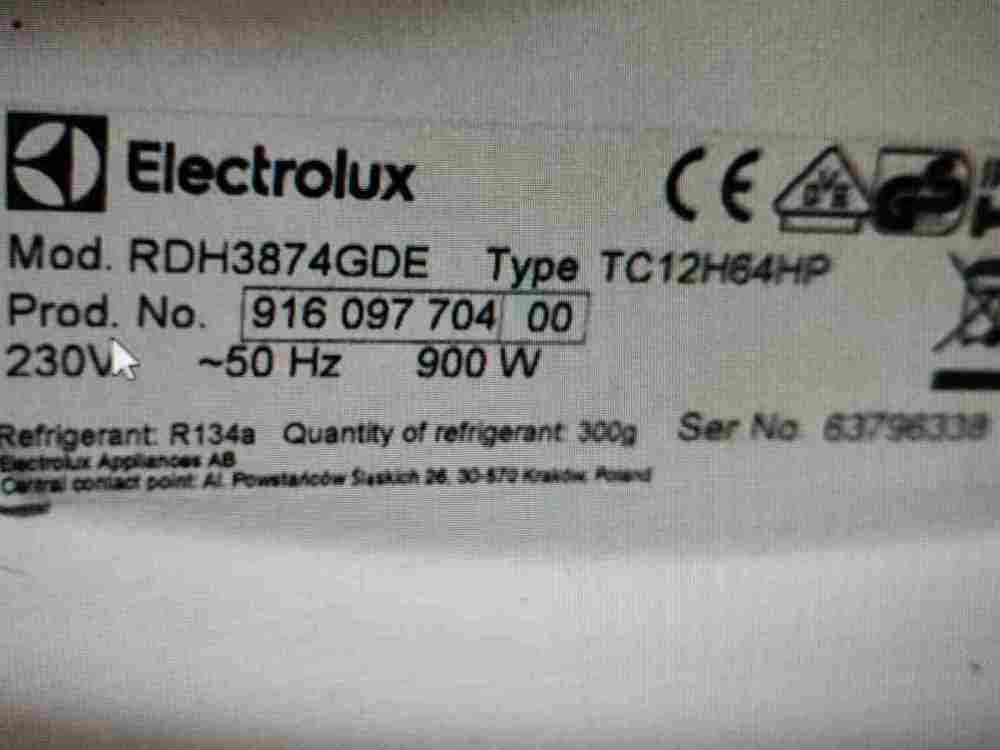 Electrolux CE
Mod. RDH3874GDE Type TC12H64HP
Prod. No. 916 097 704 00
230V ~50 Hz 900 W
Refrigerant: R134a Quantity of refrigerant: 300g Ser No. 63796338
Electrolux Appliances AB
Central contact point: Al. Powstańców Śląskich 26, 30-570 Kraków, Poland